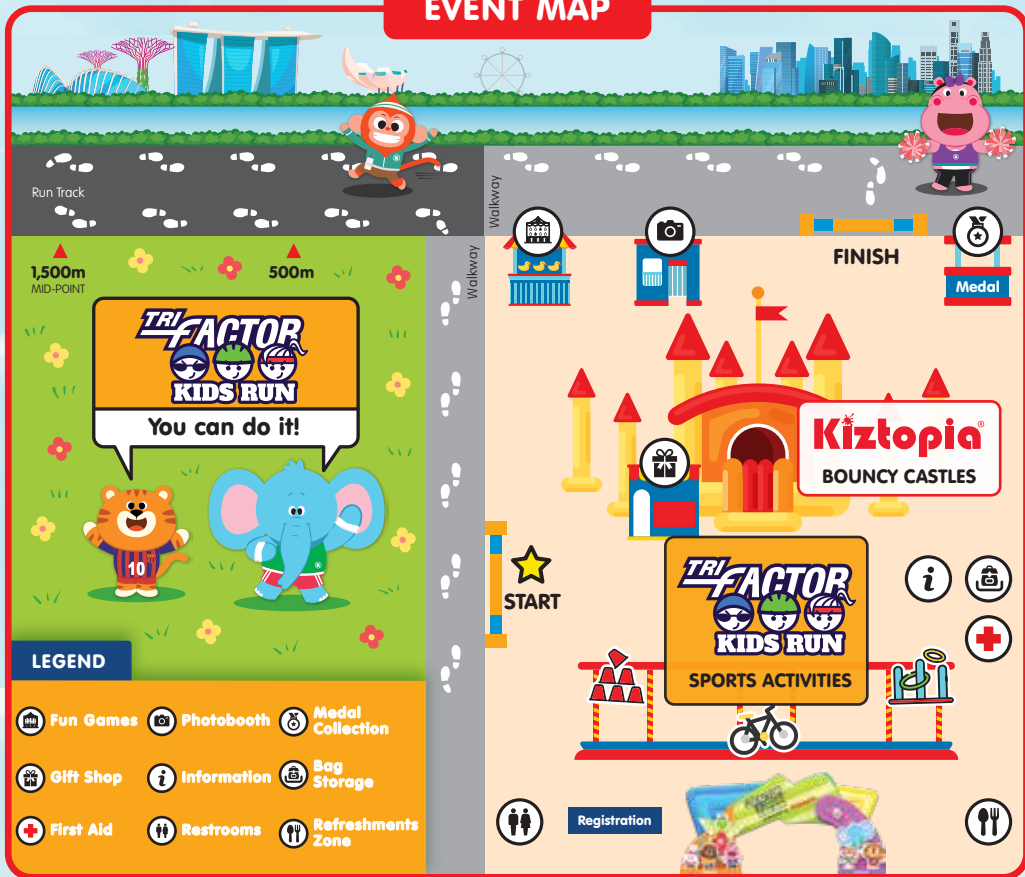 EVENT MAP
Run Track
Walkway
Walkway
1,500m
MID-POINT
500m
FINISH
Medal
TRI-FACTOR
KIDS RUN
You can do it!
10
Kiztopia®
BOUNCY CASTLES
START
TRI-FACTOR
KIDS RUN
SPORTS ACTIVITIES
i
LEGEND
Fun Games
Photobooth
Medal
Collection
Gift Shop
i
Information
Bag
Storage
First Aid
Restrooms
Refreshments
Zone
Registration